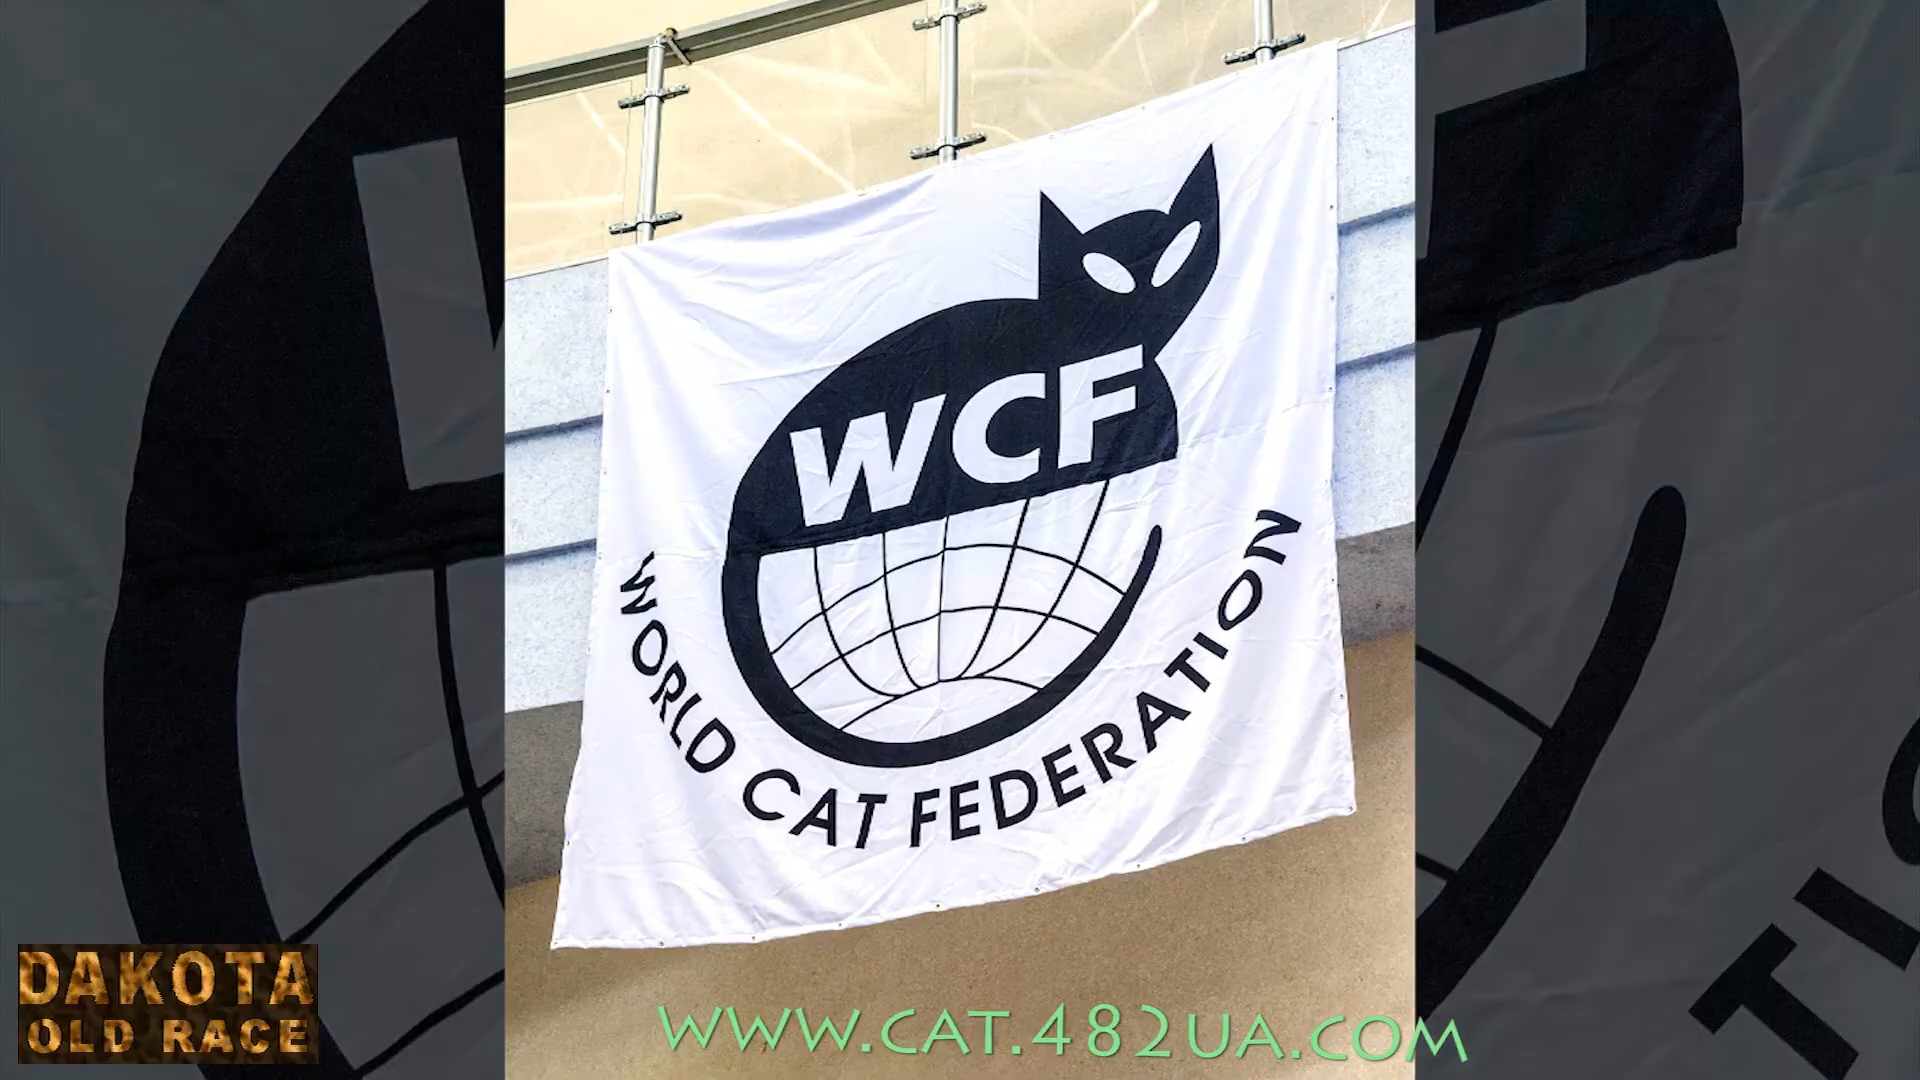 WCF
WORLD CAT FEDERATION
DAKOTA
OLD RACE
www.cat.482ua.com